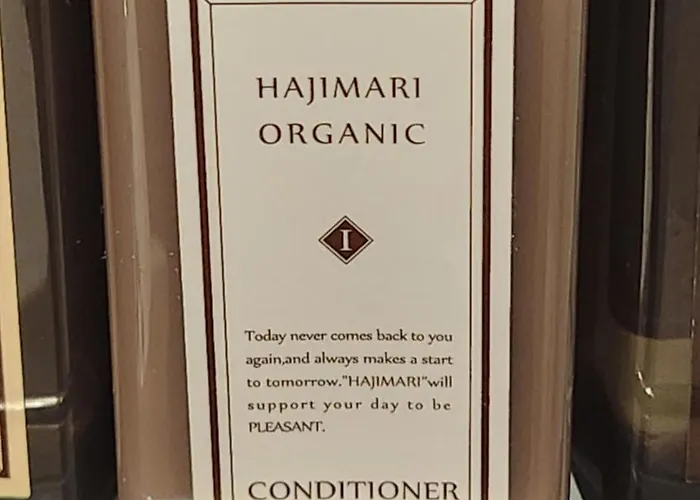 HAJIMARI
ORGANIC
I
Today never comes back to you
again,and always makes a start
to tomorrow."HAJIMARI"will
support your day to be
PLEASANT.
CONDITIONER